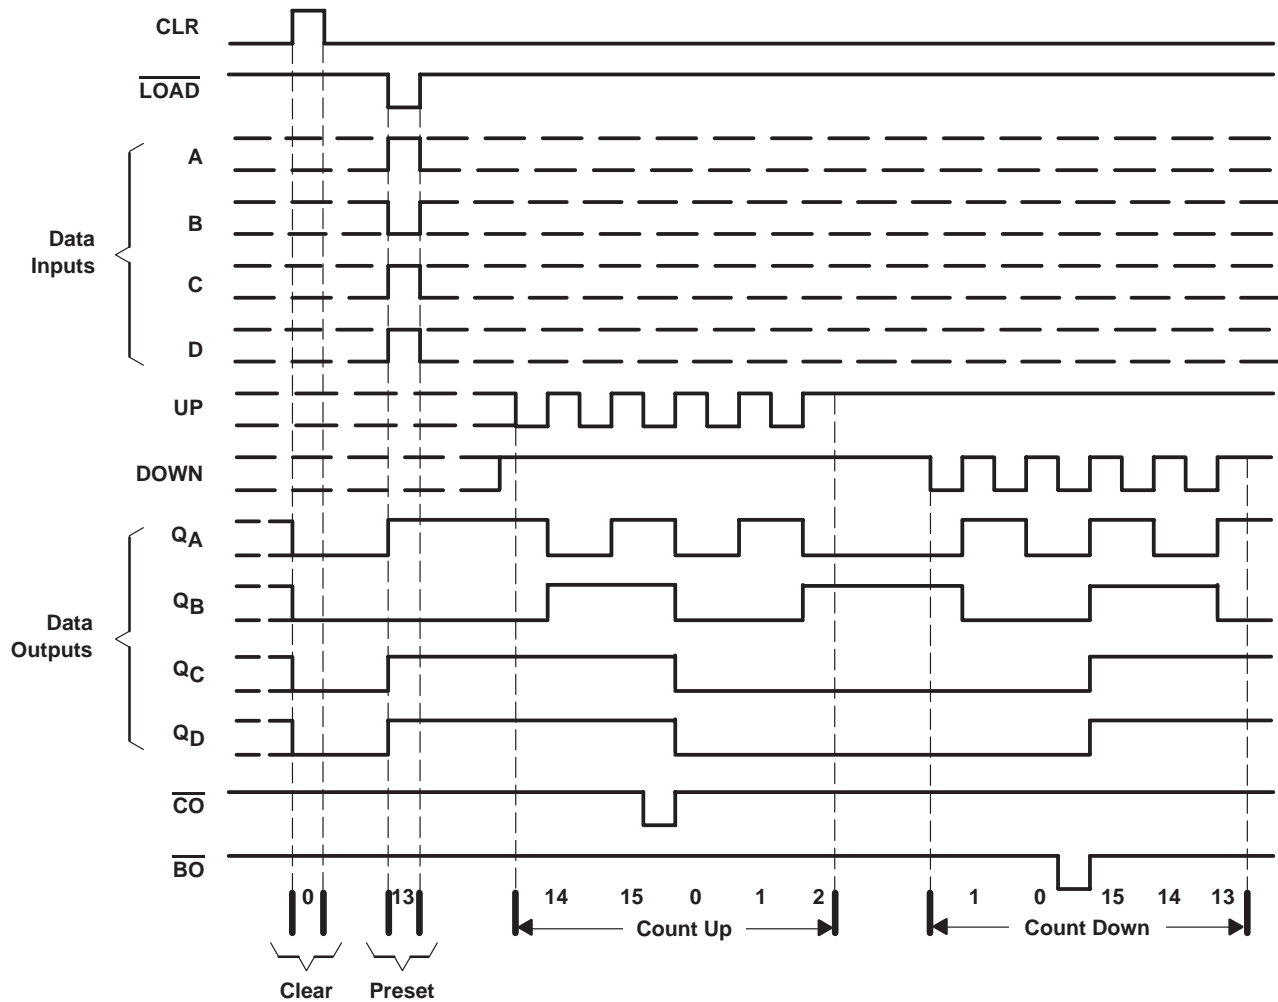 CLR
LOAD
A
B
Data
Inputs
C
D
UP
DOWN
QA
QB
Data
Outputs
QC
QD
CO
BO
0 13 14 15 0 1 2 1 0 15 14 13
Count Up Count Down
Clear Preset